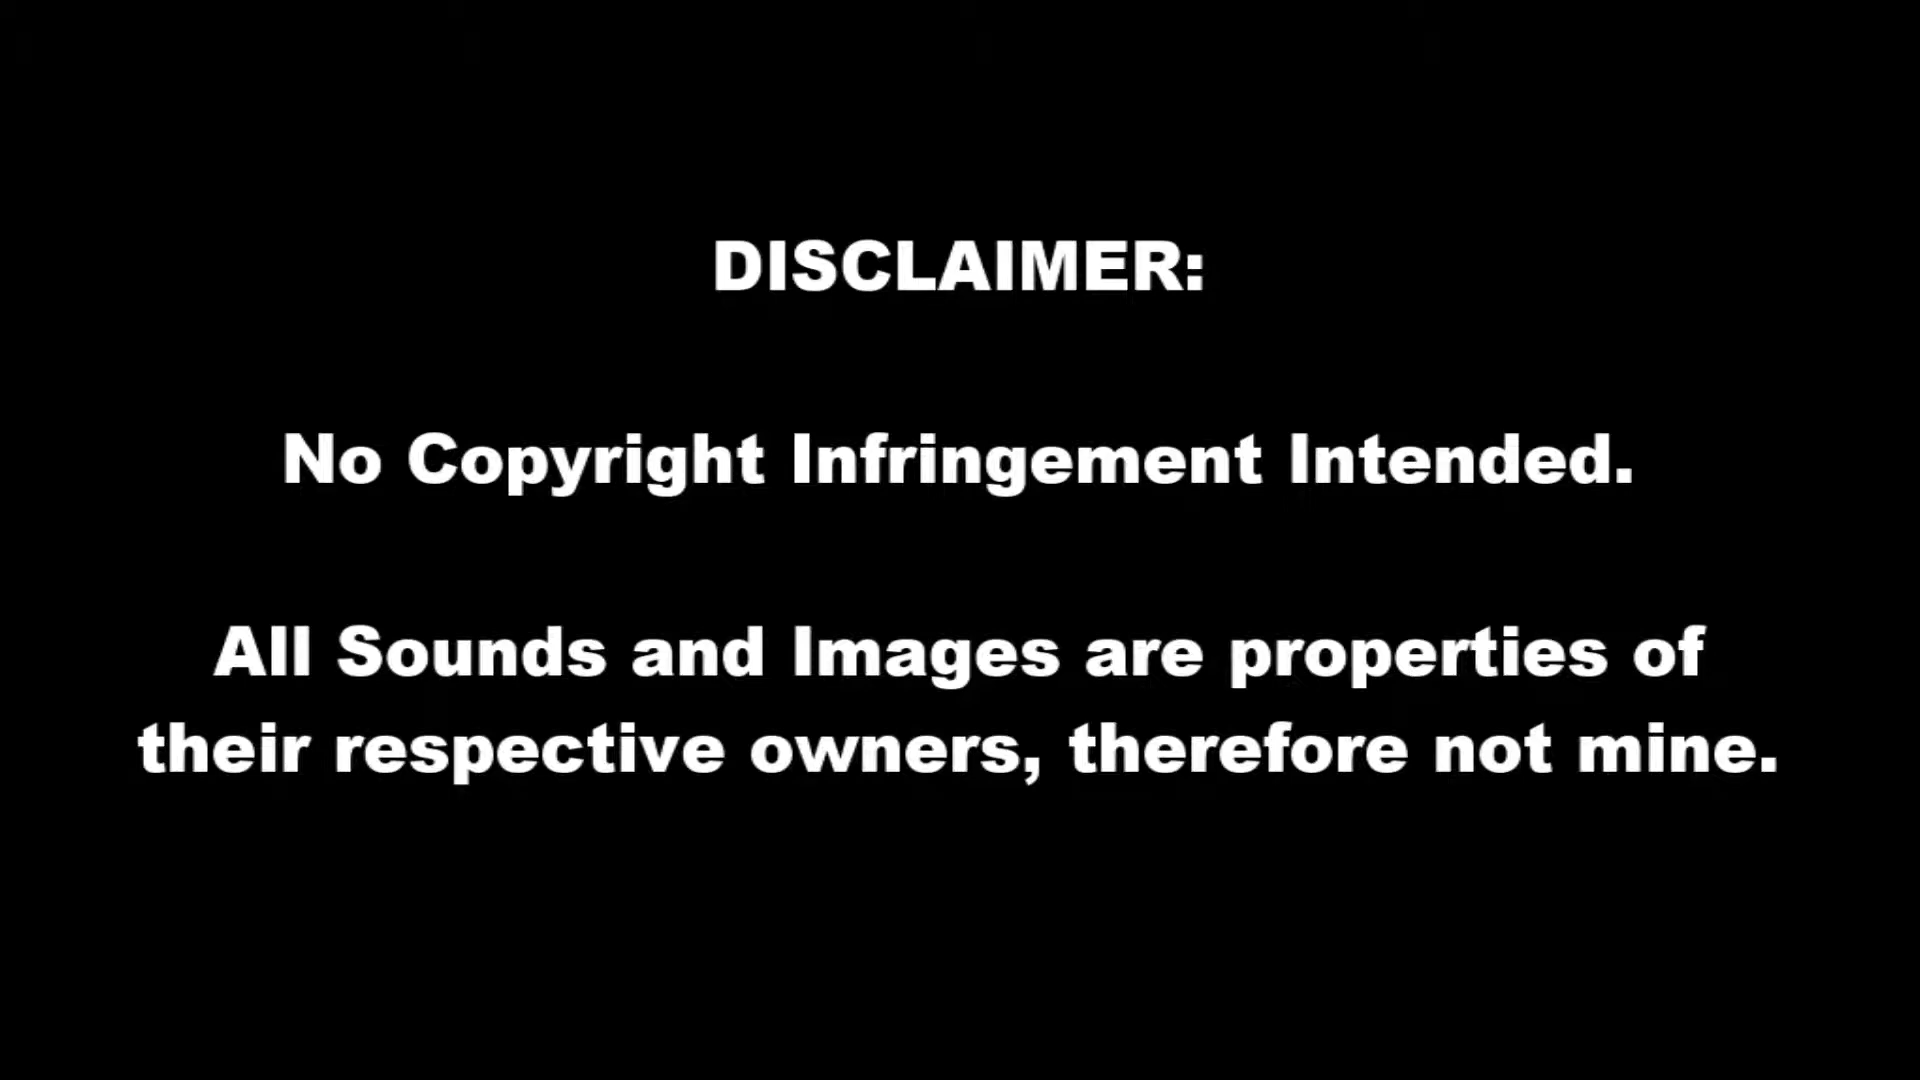 DISCLAIMER:
No Copyright Infringement Intended.
All Sounds and Images are properties of
their respective owners, therefore not mine.